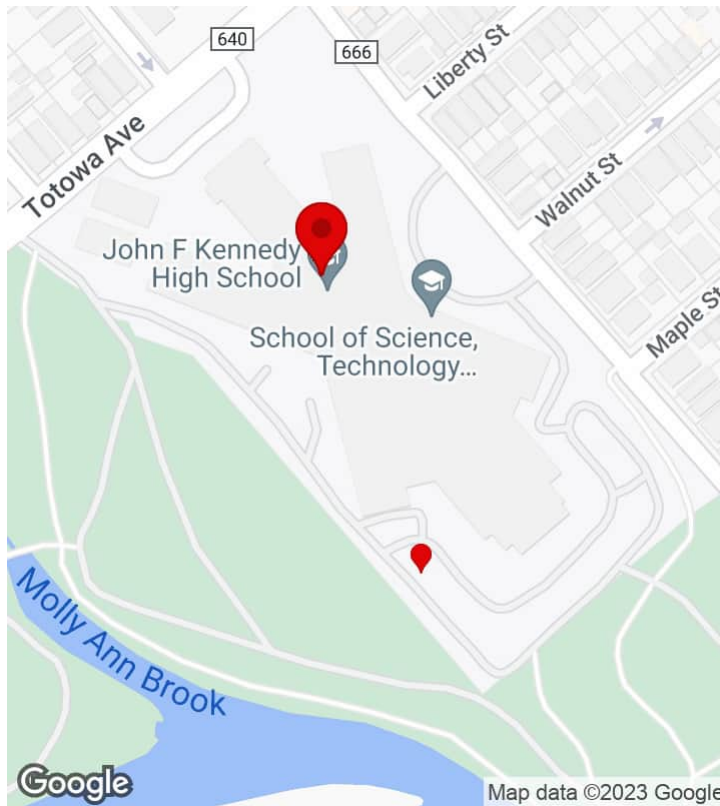 640
666
Liberty St
Totowa Ave
Walnut St
John F Kennedy
High School
Maple St
School of Science,
Technology...
Molly Ann Brook
Google
Map data ©2023 Google